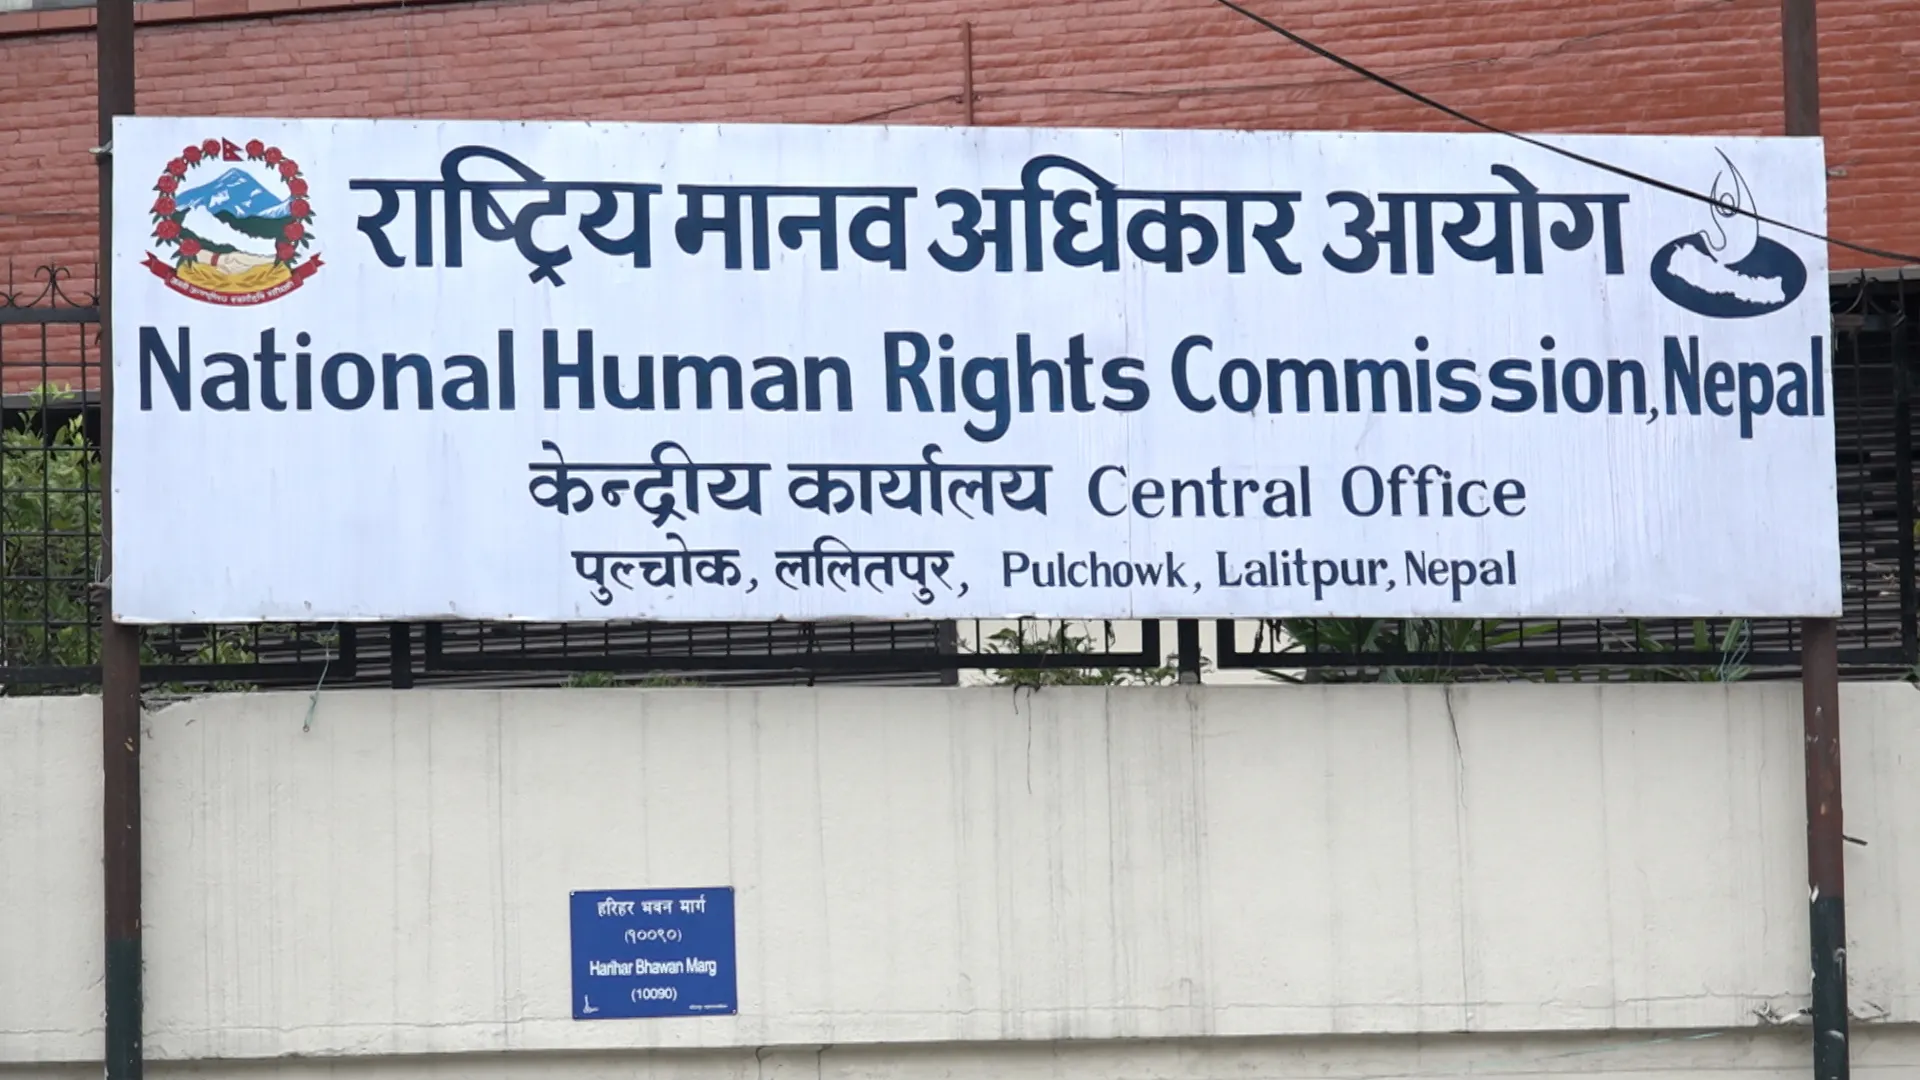 राष्ट्रिय मानव अधिकार आयोग
National Human Rights Commission, Nepal
केन्द्रीय कार्यालय Central Office
पुल्चोक, ललितपुर, Pulchowk, Lalitpur, Nepal
हरिहर भवन मार्ग
(१००९०)
Harihar Bhawan Marg
(10090)